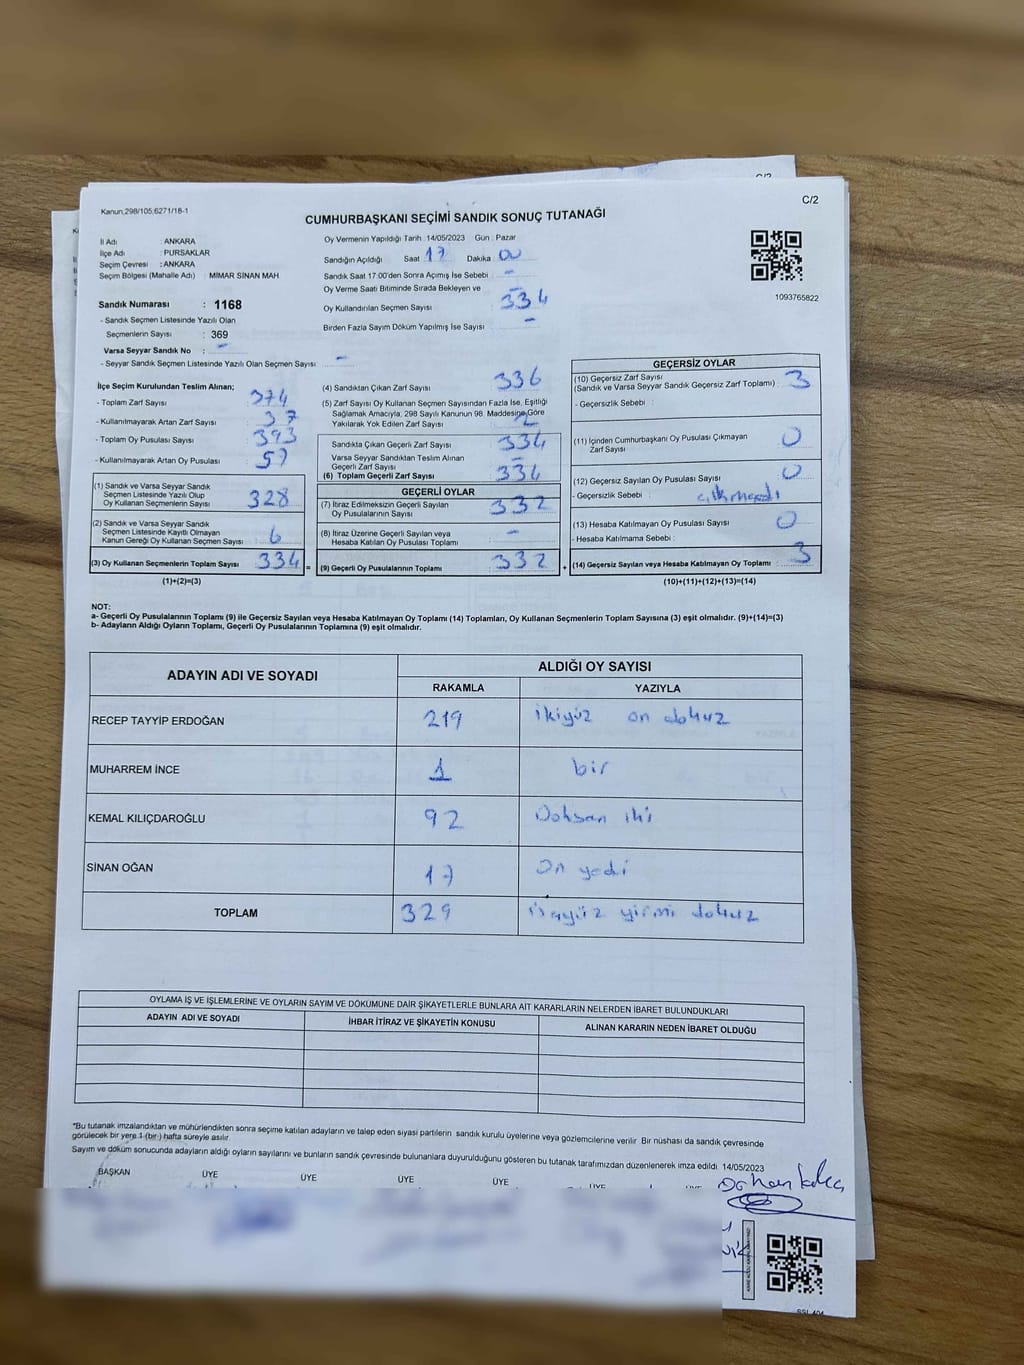 C/2
C/2
Kanun,298/105,6271/18-1
CUMHURBAŞKANI SEÇİMİ SANDIK SONUÇ TUTANAĞI
İl Adı : ANKARA
İlçe Adı : PURSAKLAR
Seçim Çevresi : ANKARA
Seçim Bölgesi (Mahalle Adı) : MİMAR SİNAN MAH
Sandık Numarası : 1168
- Sandık Seçmen Listesinde Yazılı Olan
Seçmenlerin Sayısı : 369
Varsa Seyyar Sandık No : -
- Seyyar Sandık Seçmen Listesinde Yazılı Olan Seçmen Sayısı : -
Oy Vermenin Yapıldığı Tarih : 14/05/2023 Gün : Pazar
Sandığın Açıldığı Saat 17 Dakika 00
Sandık Saat 17:00'den Sonra Açımış İse Sebebi : -
Oy Verme Saati Bitiminde Sırada Bekleyen ve
Oy Kullandırılan Seçmen Sayısı : 334
Birden Fazla Sayım Döküm Yapılmış İse Sayısı : -
1093765822
İlçe Seçim Kurulundan Teslim Alınan;
- Toplam Zarf Sayısı : 374
- Kullanılmayarak Artan Zarf Sayısı : 37
- Toplam Oy Pusulası Sayısı : 393
- Kullanılmayarak Artan Oy Pusulası : 57
(1) Sandık ve Varsa Seyyar Sandık
Seçmen Listesinde Yazılı Olup
Oy Kullanan Seçmenlerin Sayısı : 328
(2) Sandık ve Varsa Seyyar Sandık
Seçmen Listesinde Kayıtlı Olmayan
Kanun Gereği Oy Kullanan Seçmen Sayısı : 6
(3) Oy Kullanan Seçmenlerin Toplam Sayısı : 334 =
(1)+(2)=(3)
(4) Sandıktan Çıkan Zarf Sayısı : 336
(5) Zarf Sayısı Oy Kullanan Seçmen Sayısından Fazla İse, Eşitliği
Sağlamak Amacıyla, 298 Sayılı Kanunun 98. Maddesine Göre
Yakılarak Yok Edilen Zarf Sayısı : 2
Sandıkta Çıkan Geçerli Zarf Sayısı : 334
Varsa Seyyar Sandıktan Teslim Alınan
Geçerli Zarf Sayısı : -
(6) Toplam Geçerli Zarf Sayısı : 334
GEÇERLİ OYLAR
(7) İtiraz Edilmeksizin Geçerli Sayılan
Oy Pusulalarının Sayısı : 332
(8) İtiraz Üzerine Geçerli Sayılan veya
Hesaba Katılan Oy Pusulası Toplamı : -
(9) Geçerli Oy Pusulalarının Toplamı : 332 +
GEÇERSİZ OYLAR
(10) Geçersiz Zarf Sayısı
(Sandık ve Varsa Seyyar Sandık Geçersiz Zarf Toplamı) : 3
- Geçersizlik Sebebi :
(11) İçinden Cumhurbaşkanı Oy Pusulası Çıkmayan
Zarf Sayısı : 0
(12) Geçersiz Sayılan Oy Pusulası Sayısı : 0
- Geçersizlik Sebebi : çıkmadı
(13) Hesaba Katılmayan Oy Pusulası Sayısı : 0
- Hesaba Katılmama Sebebi :
(14) Geçersiz Sayılan veya Hesaba Katılmayan Oy Toplamı : 3
(10)+(11)+(12)+(13)=(14)
NOT:
a- Geçerli Oy Pusulalarının Toplamı (9) ile Geçersiz Sayılan veya Hesaba Katılmayan Oy Toplamı (14) Toplamları, Oy Kullanan Seçmenlerin Toplam Sayısına (3) eşit olmalıdır. (9)+(14)=(3)
b- Adayların Aldığı Oyların Toplamı, Geçerli Oy Pusulalarının Toplamına (9) eşit olmalıdır.
ADAYIN ADI VE SOYADI ALDIĞI OY SAYISI
RAKAMLA YAZIYLA
RECEP TAYYİP ERDOĞAN 219 ikiyüz on dokuz
MUHARREM İNCE 1 bir
KEMAL KILIÇDAROĞLU 92 Doksan iki
SİNAN OĞAN 17 On yedi
TOPLAM 329 üçyüz yirmi dokuz
OYLAMA İŞ VE İŞLEMLERİNE VE OYLARIN SAYIM VE DÖKÜMÜNE DAİR ŞİKAYETLERLE BUNLARA AİT KARARLARIN NELERDEN İBARET BULUNDUKLARI
ADAYIN ADI VE SOYADI İHBAR İTİRAZ VE ŞİKAYETİN KONUSU ALINAN KARARIN NEDEN İBARET OLDUĞU
*Bu tutanak imzalandıktan ve mühürlendikten sonra seçime katılan adayların ve talep eden siyasi partilerin sandık kurulu üyelerine veya gözlemcilerine verilir. Bir nüshası da sandık çevresinde
görülecek bir yere 1 (bir ) hafta süreyle asılır.
Sayım ve döküm sonucunda adayların aldığı oyların sayılarını ve bunların sandık çevresinde bulunanlara duyurulduğunu gösteren bu tutanak tarafımızdan düzenlenerek imza edildi. 14/05/2023
BAŞKAN ÜYE ÜYE ÜYE ÜYE ÜYE